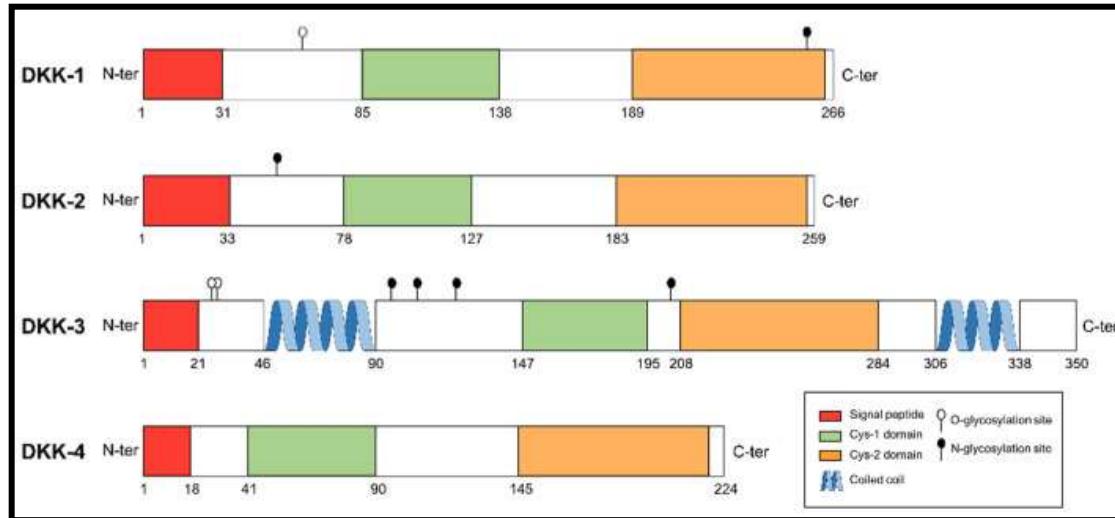 DKK-1 N-ter C-ter
1 31 85 138 189 266
DKK-2 N-ter C-ter
1 33 78 127 183 259
DKK-3 N-ter C-ter
1 21 46 90 147 195 208 284 306 338 350
Signal peptide O-glycosylation site
Cys-1 domain
Cys-2 domain N-glycosylation site
Coiled coil
DKK-4 N-ter C-ter
1 18 41 90 145 224